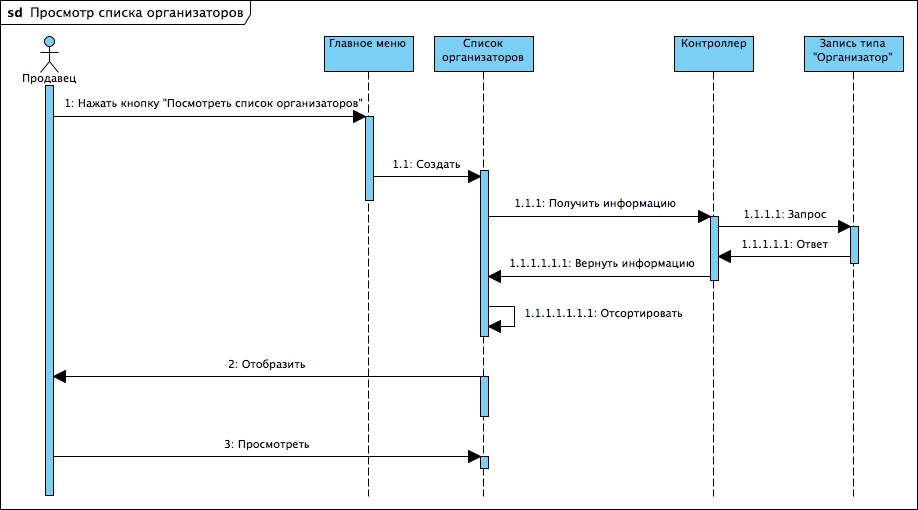 sd Просмотр списка организаторов
Продавец
Главное меню
Список
организаторов
Контроллер
Запись типа
"Организатор"
1: Нажать кнопку "Посмотреть список организаторов"
1.1: Создать
1.1.1: Получить информацию
1.1.1.1: Запрос
1.1.1.1.1: Ответ
1.1.1.1.1.1: Вернуть информацию
1.1.1.1.1.1.1: Отсортировать
2: Отобразить
3: Просмотреть